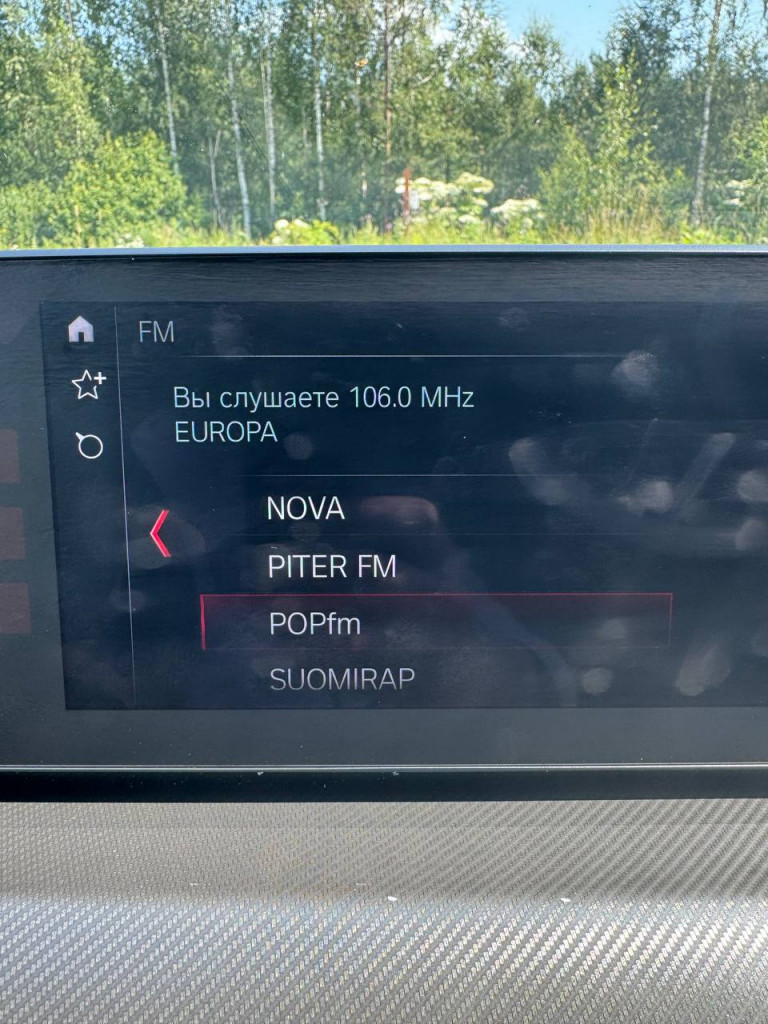 FM
Вы слушаете 106.0 MHz
EUROPA
NOVA
PITER FM
POPfm
SUOMIRAP